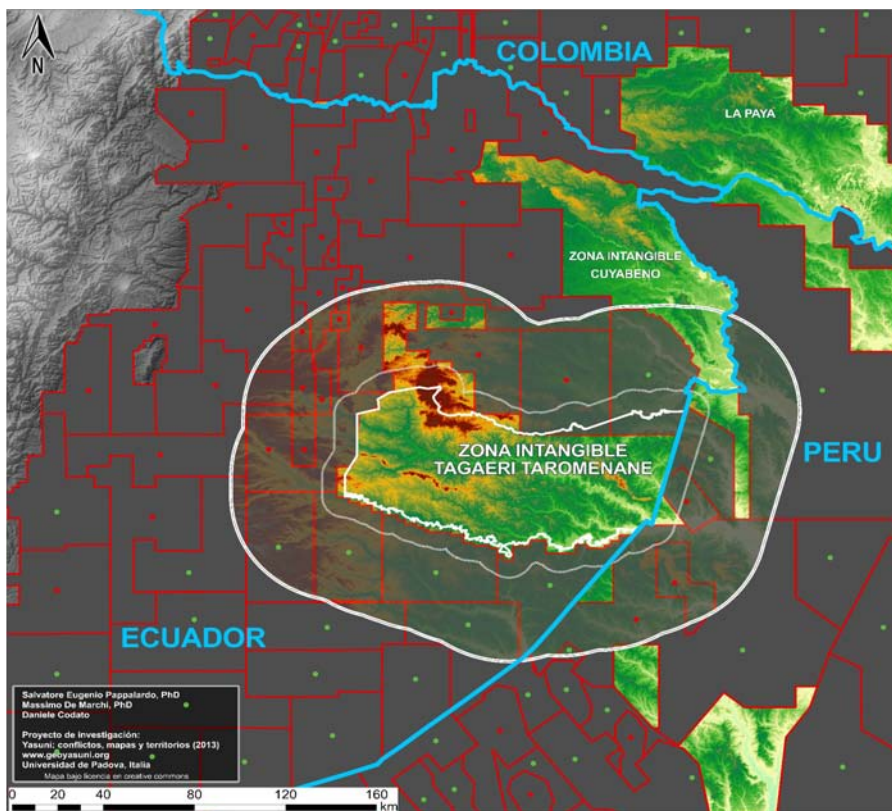 N
COLOMBIA
LA PAYA
ZONA INTANGIBLE
CUYABENO
ZONA INTANGIBLE
TAGAERI TAROMENANE
PERU
ECUADOR
Salvatore Eugenio Pappalardo, PhD
Massimo De Marchi, PhD
Daniele Codato
Proyecto de investigación:
Yasuní: conflictos, mapas y territorios (2013)
www.geoyasuni.org
Universidad de Padova, Italia
Mapa bajo licencia en creative commons
0 20 40 80 120 160
km